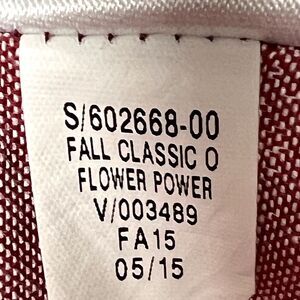 S/602668-00
FALL CLASSIC O
FLOWER POWER
V/003489
FA15
05/15